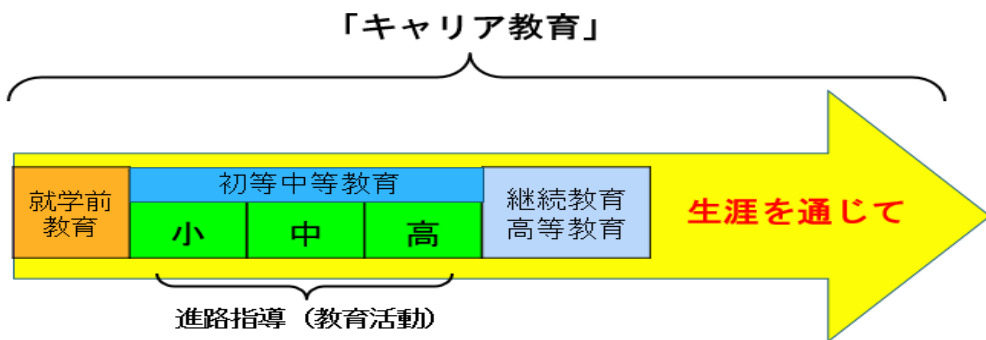 「キャリア教育」
就学前
教育
初等中等教育
小
中
高
継続教育
高等教育
生涯を通じて
進路指導（教育活動）